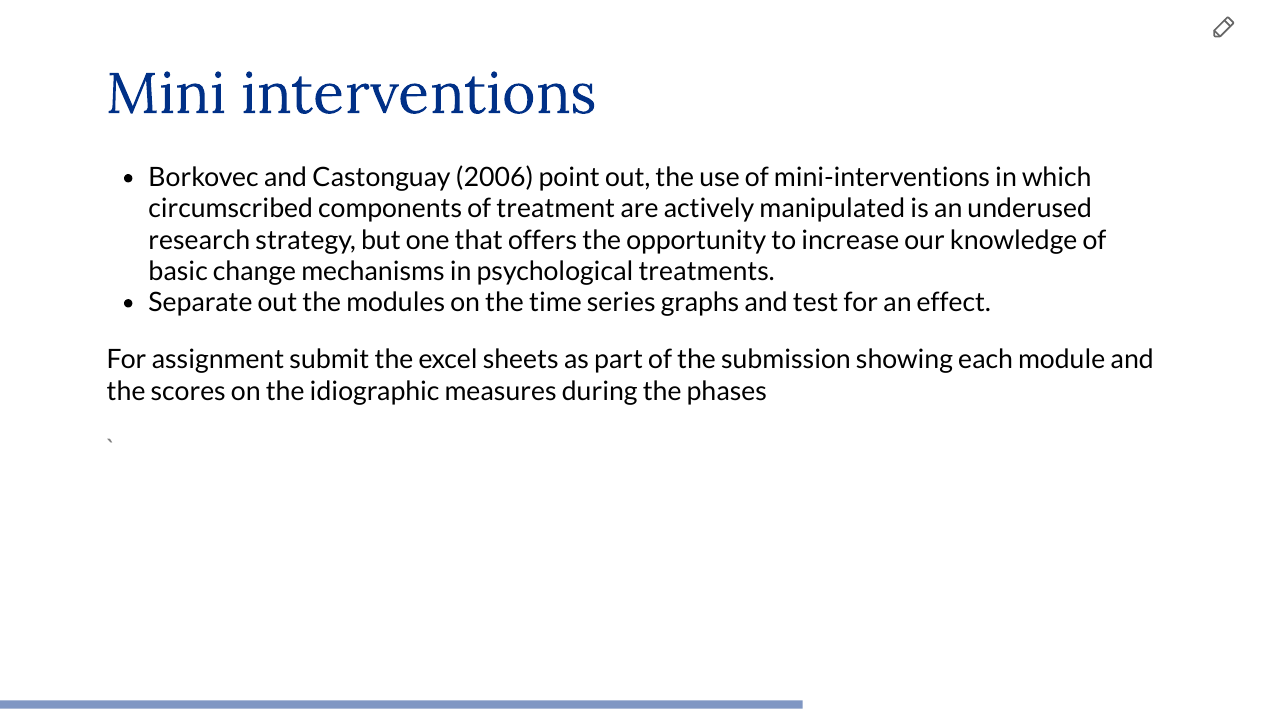 Mini interventions
• Borkovec and Castonguay (2006) point out, the use of mini-interventions in which
circumscribed components of treatment are actively manipulated is an underused
research strategy, but one that offers the opportunity to increase our knowledge of
basic change mechanisms in psychological treatments.
• Separate out the modules on the time series graphs and test for an effect.
For assignment submit the excel sheets as part of the submission showing each module and
the scores on the idiographic measures during the phases
`